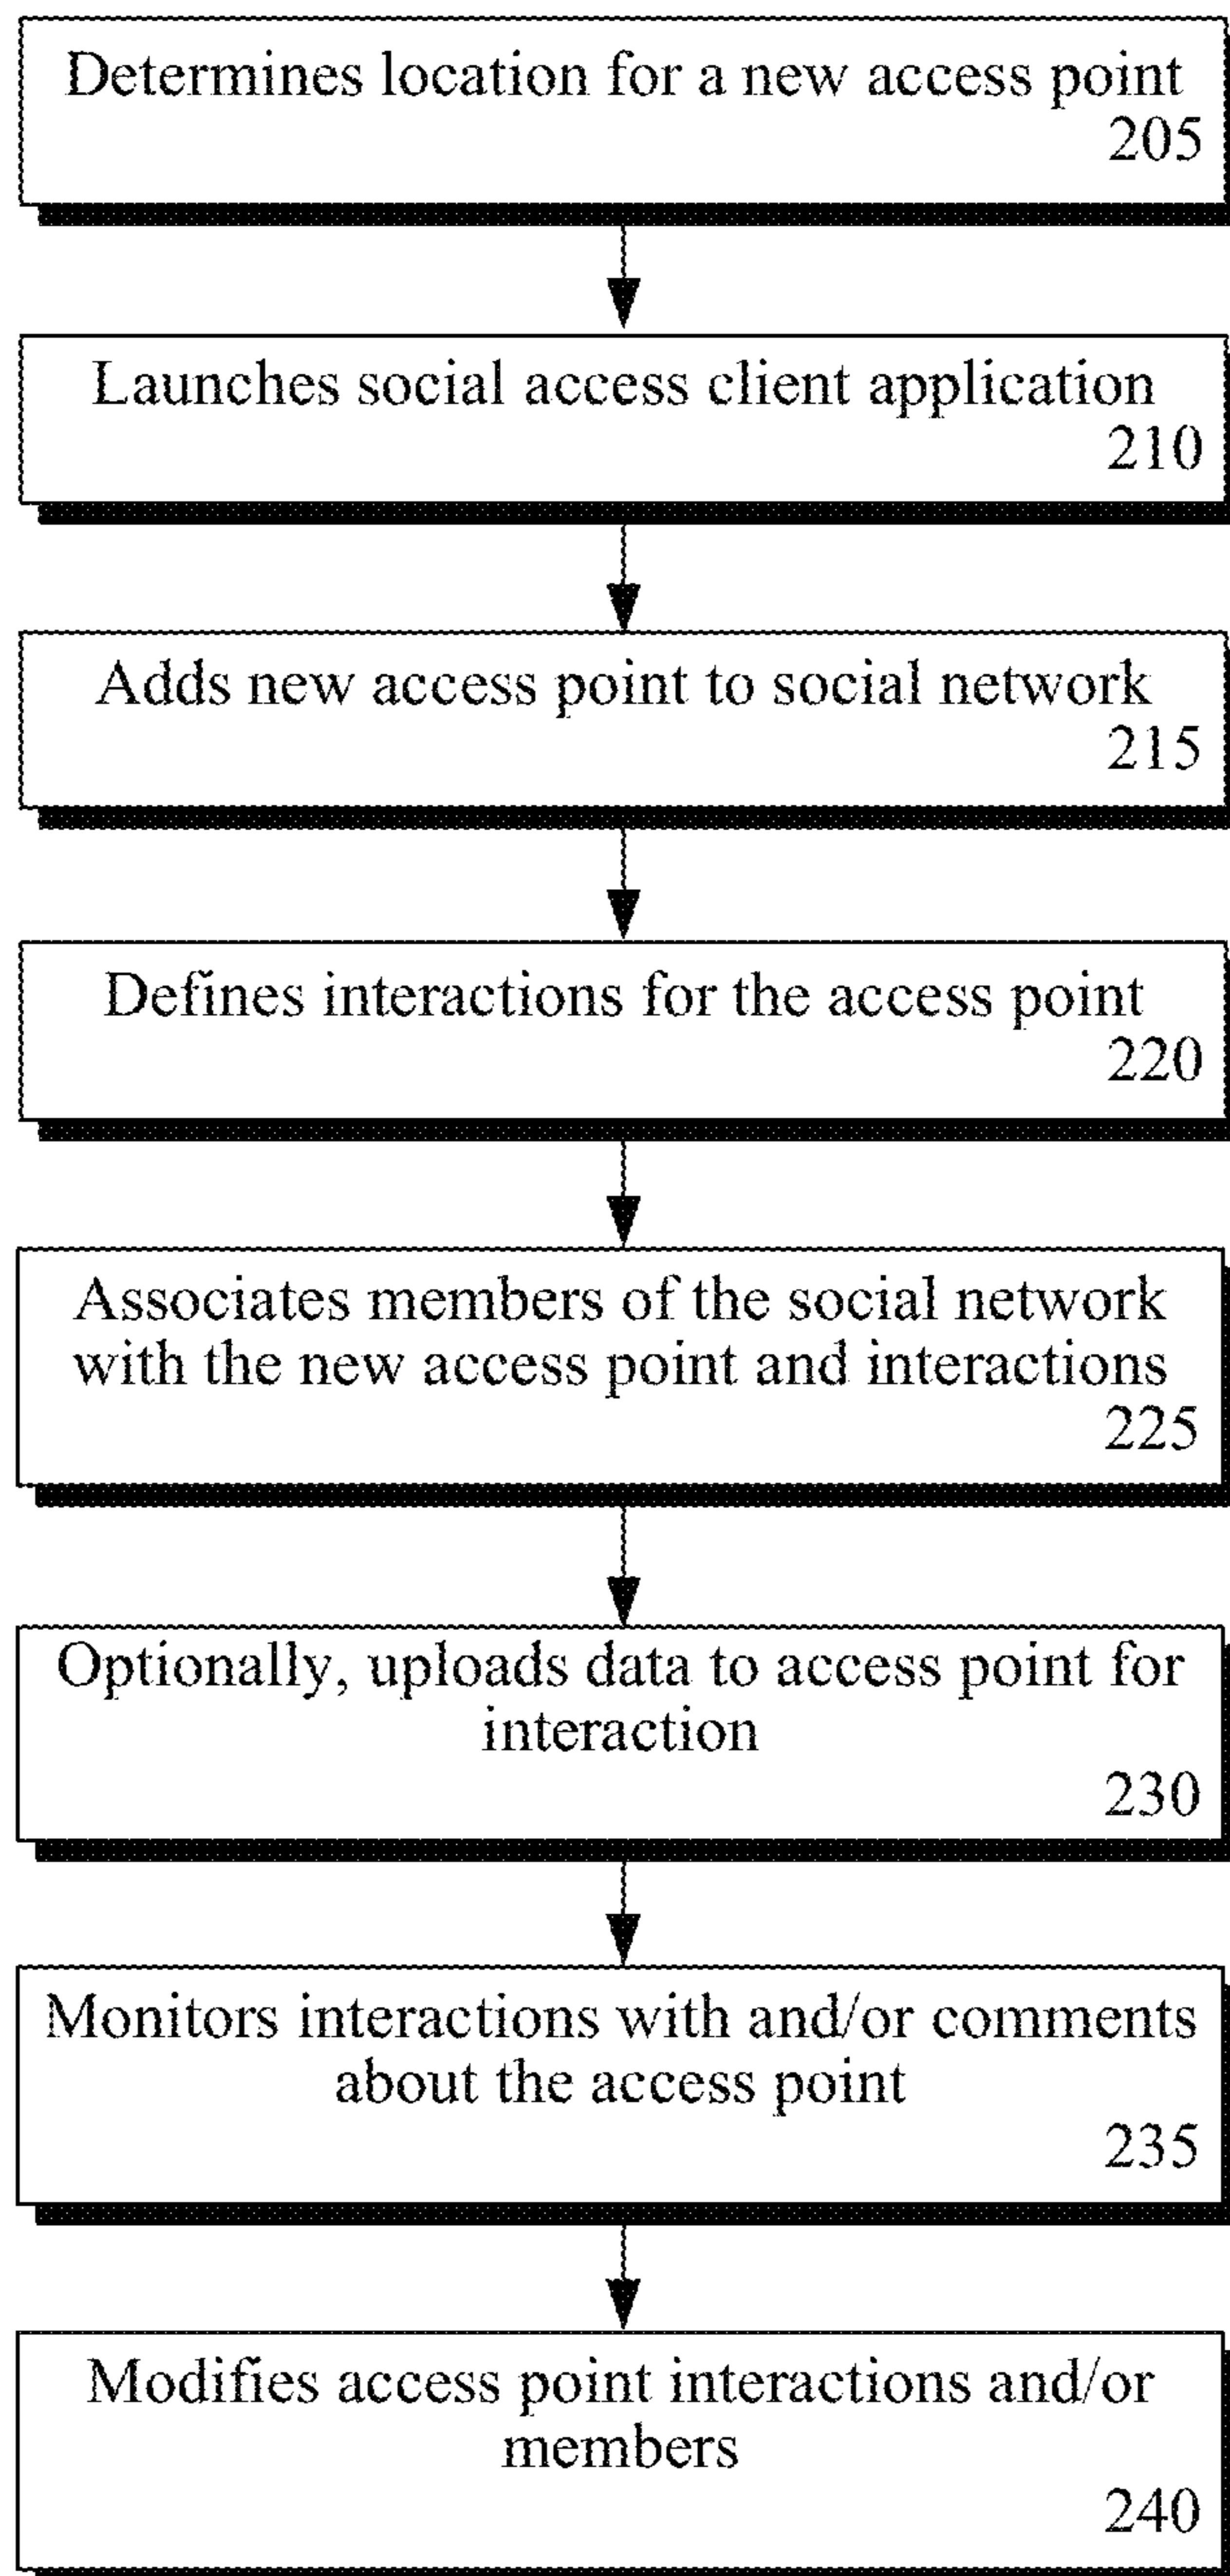 Determines location for a new access point
205
Launches social access client application
210
Adds new access point to social network
215
Defines interactions for the access point
220
Associates members of the social network
with the new access point and interactions
225
Optionally, uploads data to access point for
interaction
230
Monitors interactions with and/or comments
about the access point
235
Modifies access point interactions and/or
members
240